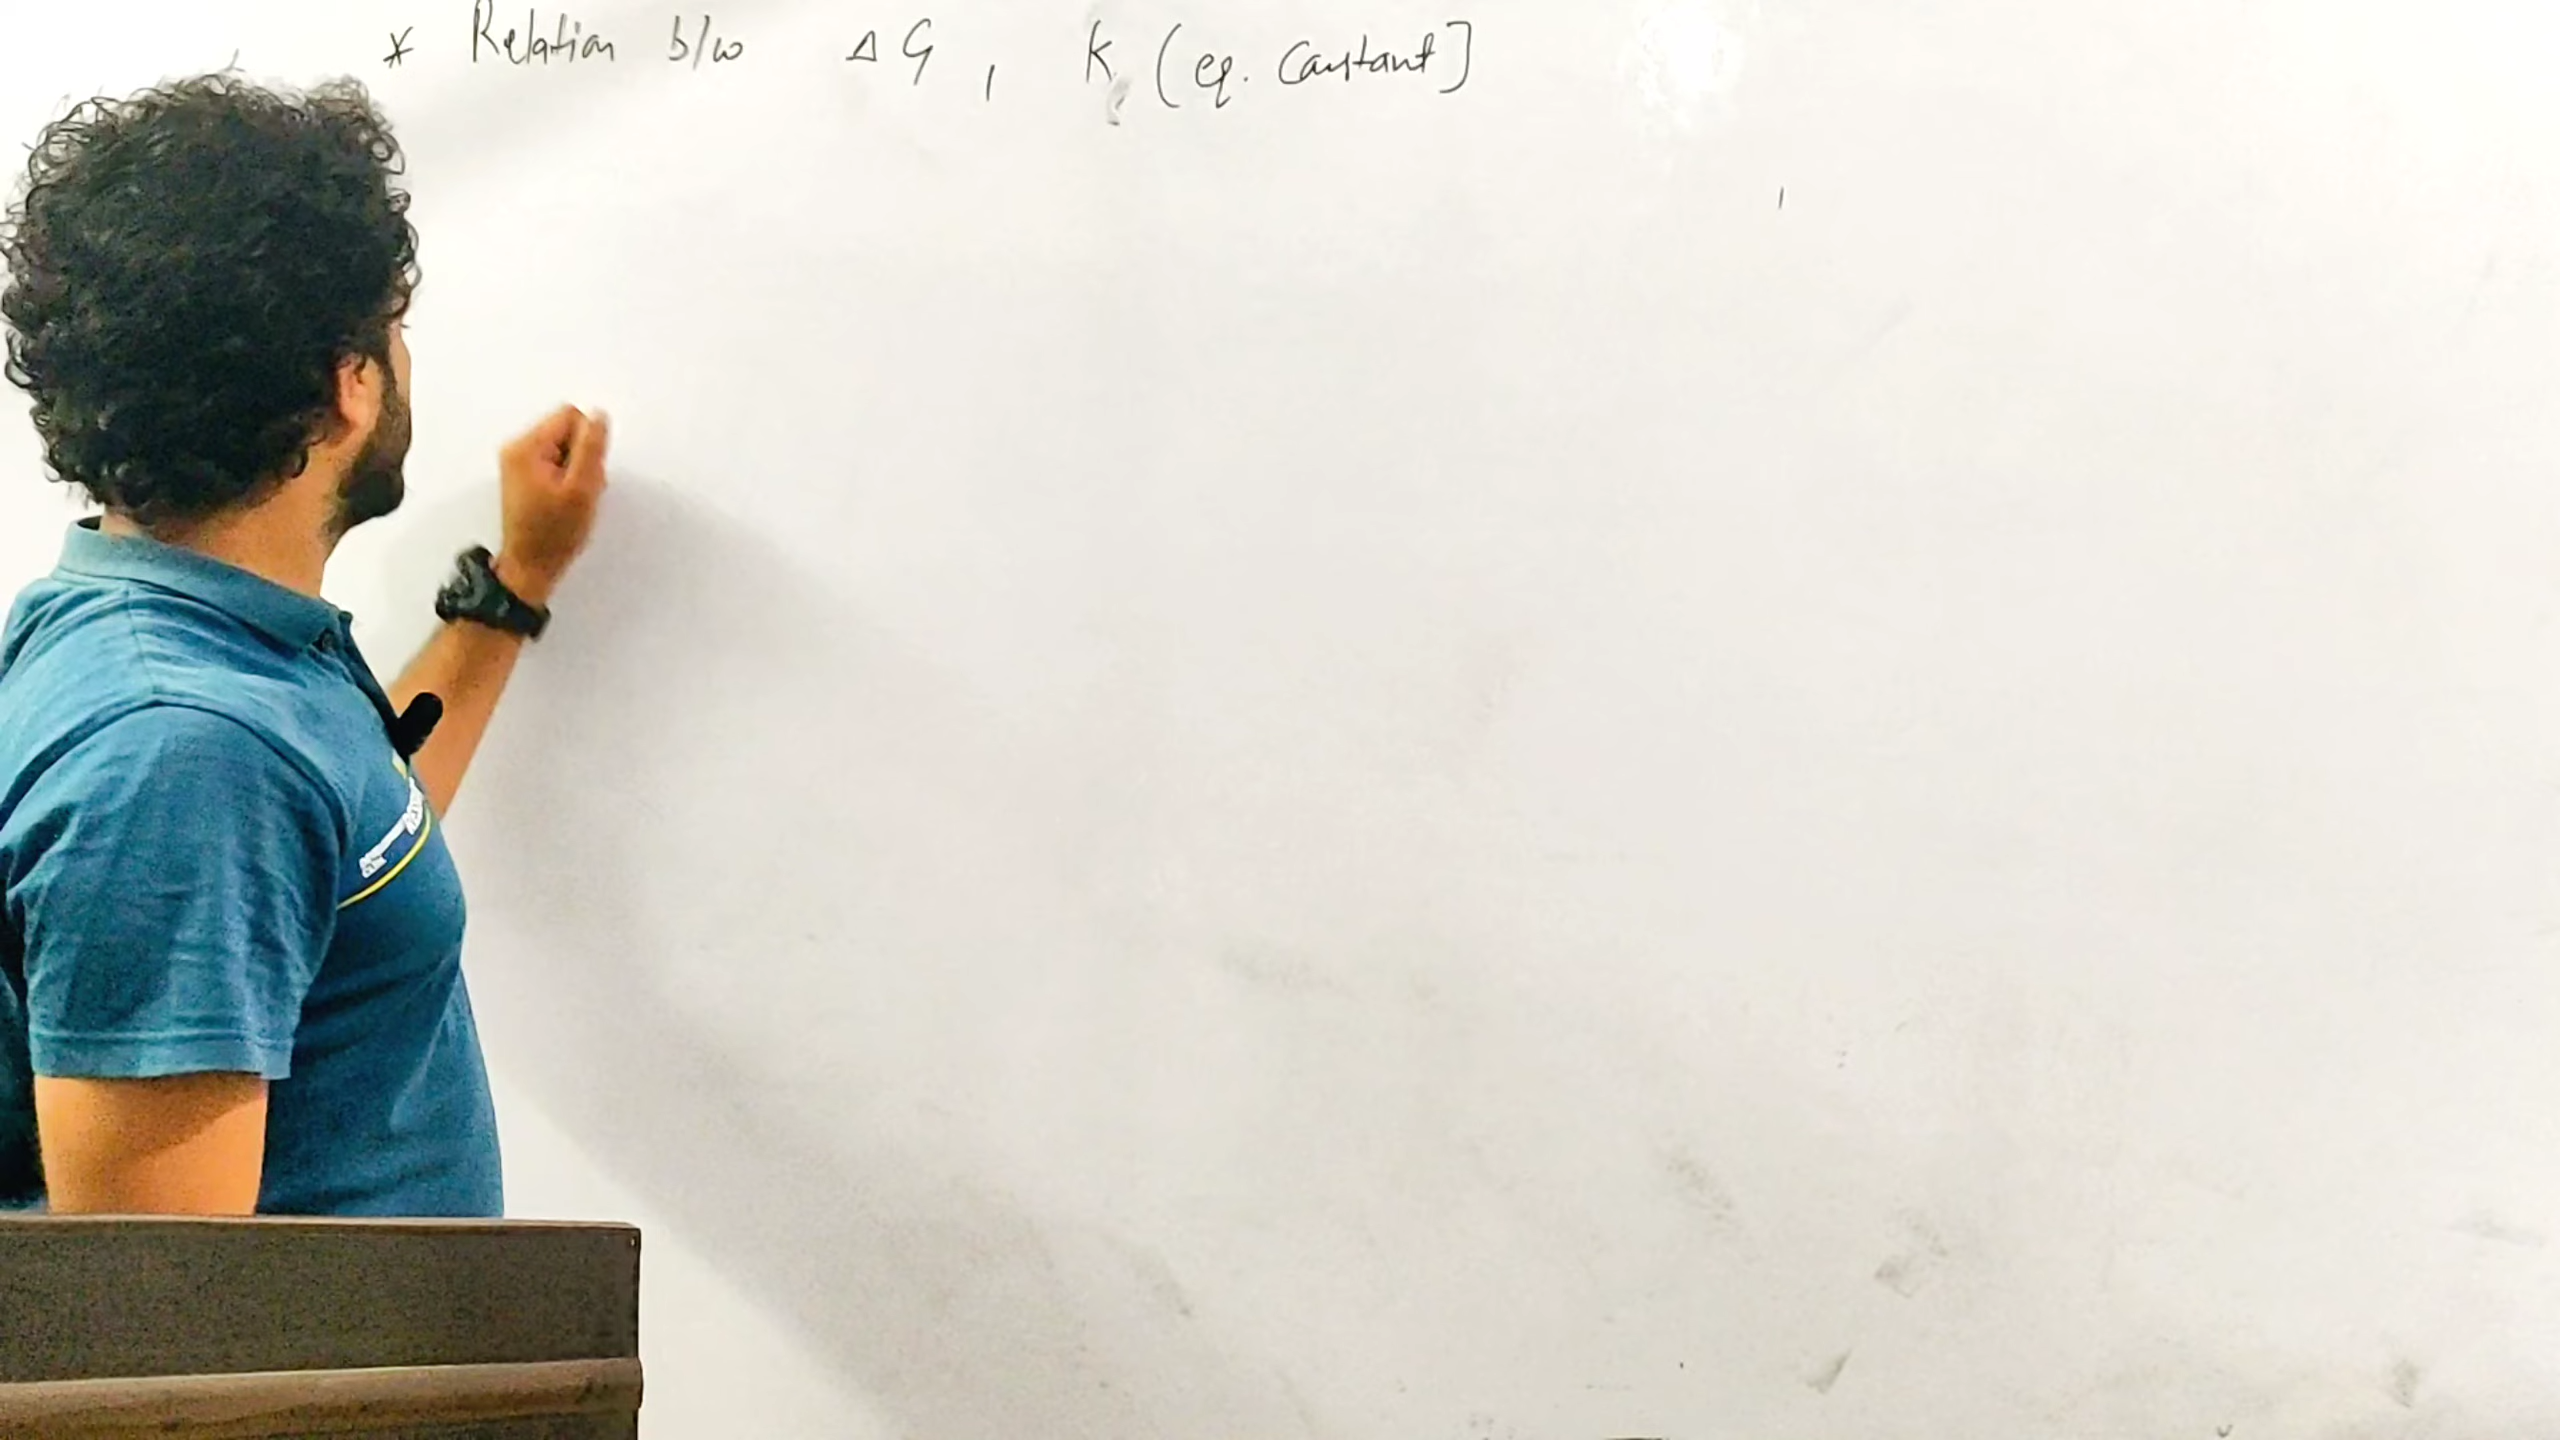 * Relation b/w ΔG, K (eq. Constant]